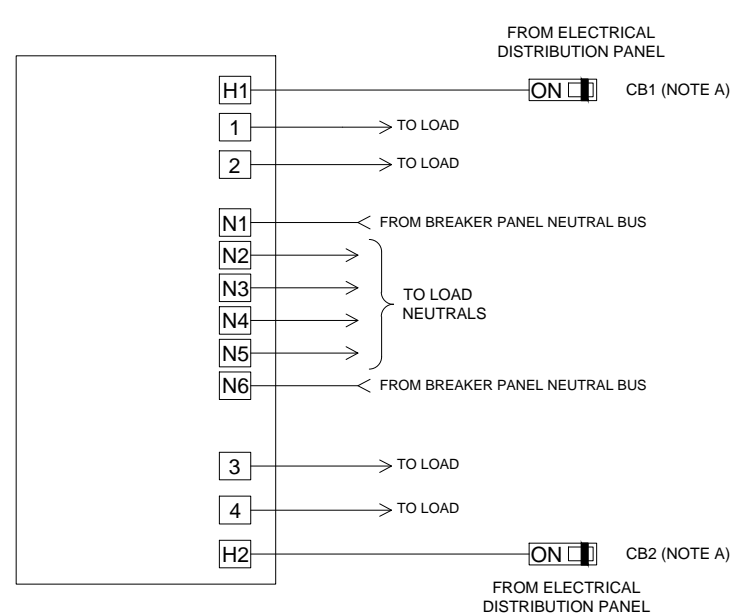 FROM ELECTRICAL
DISTRIBUTION PANEL
H1
ON
CB1 (NOTE A)
1
TO LOAD
2
TO LOAD
N1
FROM BREAKER PANEL NEUTRAL BUS
N2
N3
TO LOAD
NEUTRALS
N4
N5
N6
FROM BREAKER PANEL NEUTRAL BUS
3
TO LOAD
4
TO LOAD
H2
ON
CB2 (NOTE A)
FROM ELECTRICAL
DISTRIBUTION PANEL